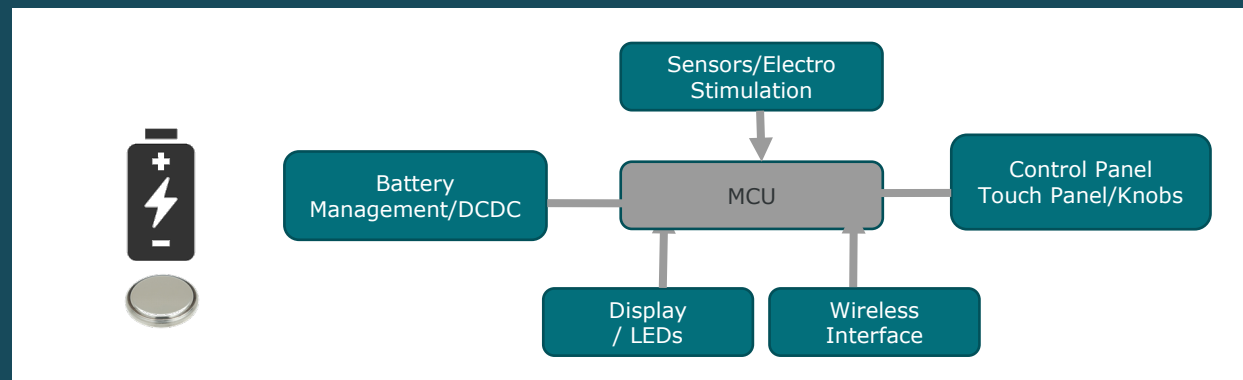 Sensors/Electro
Stimulation
Battery
Management/DCDC
MCU
Control Panel
Touch Panel/Knobs
Display
/ LEDs
Wireless
Interface